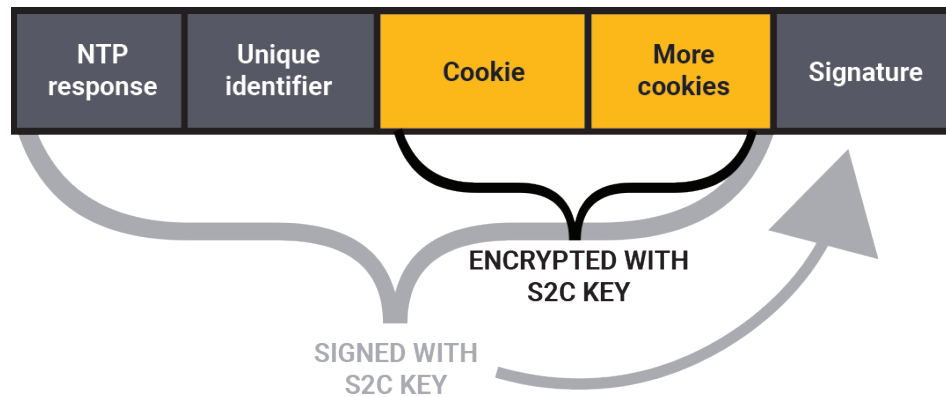 NTP
response
Unique
identifier
Cookie
More
cookies
Signature
ENCRYPTED WITH
S2C KEY
SIGNED WITH
S2C KEY